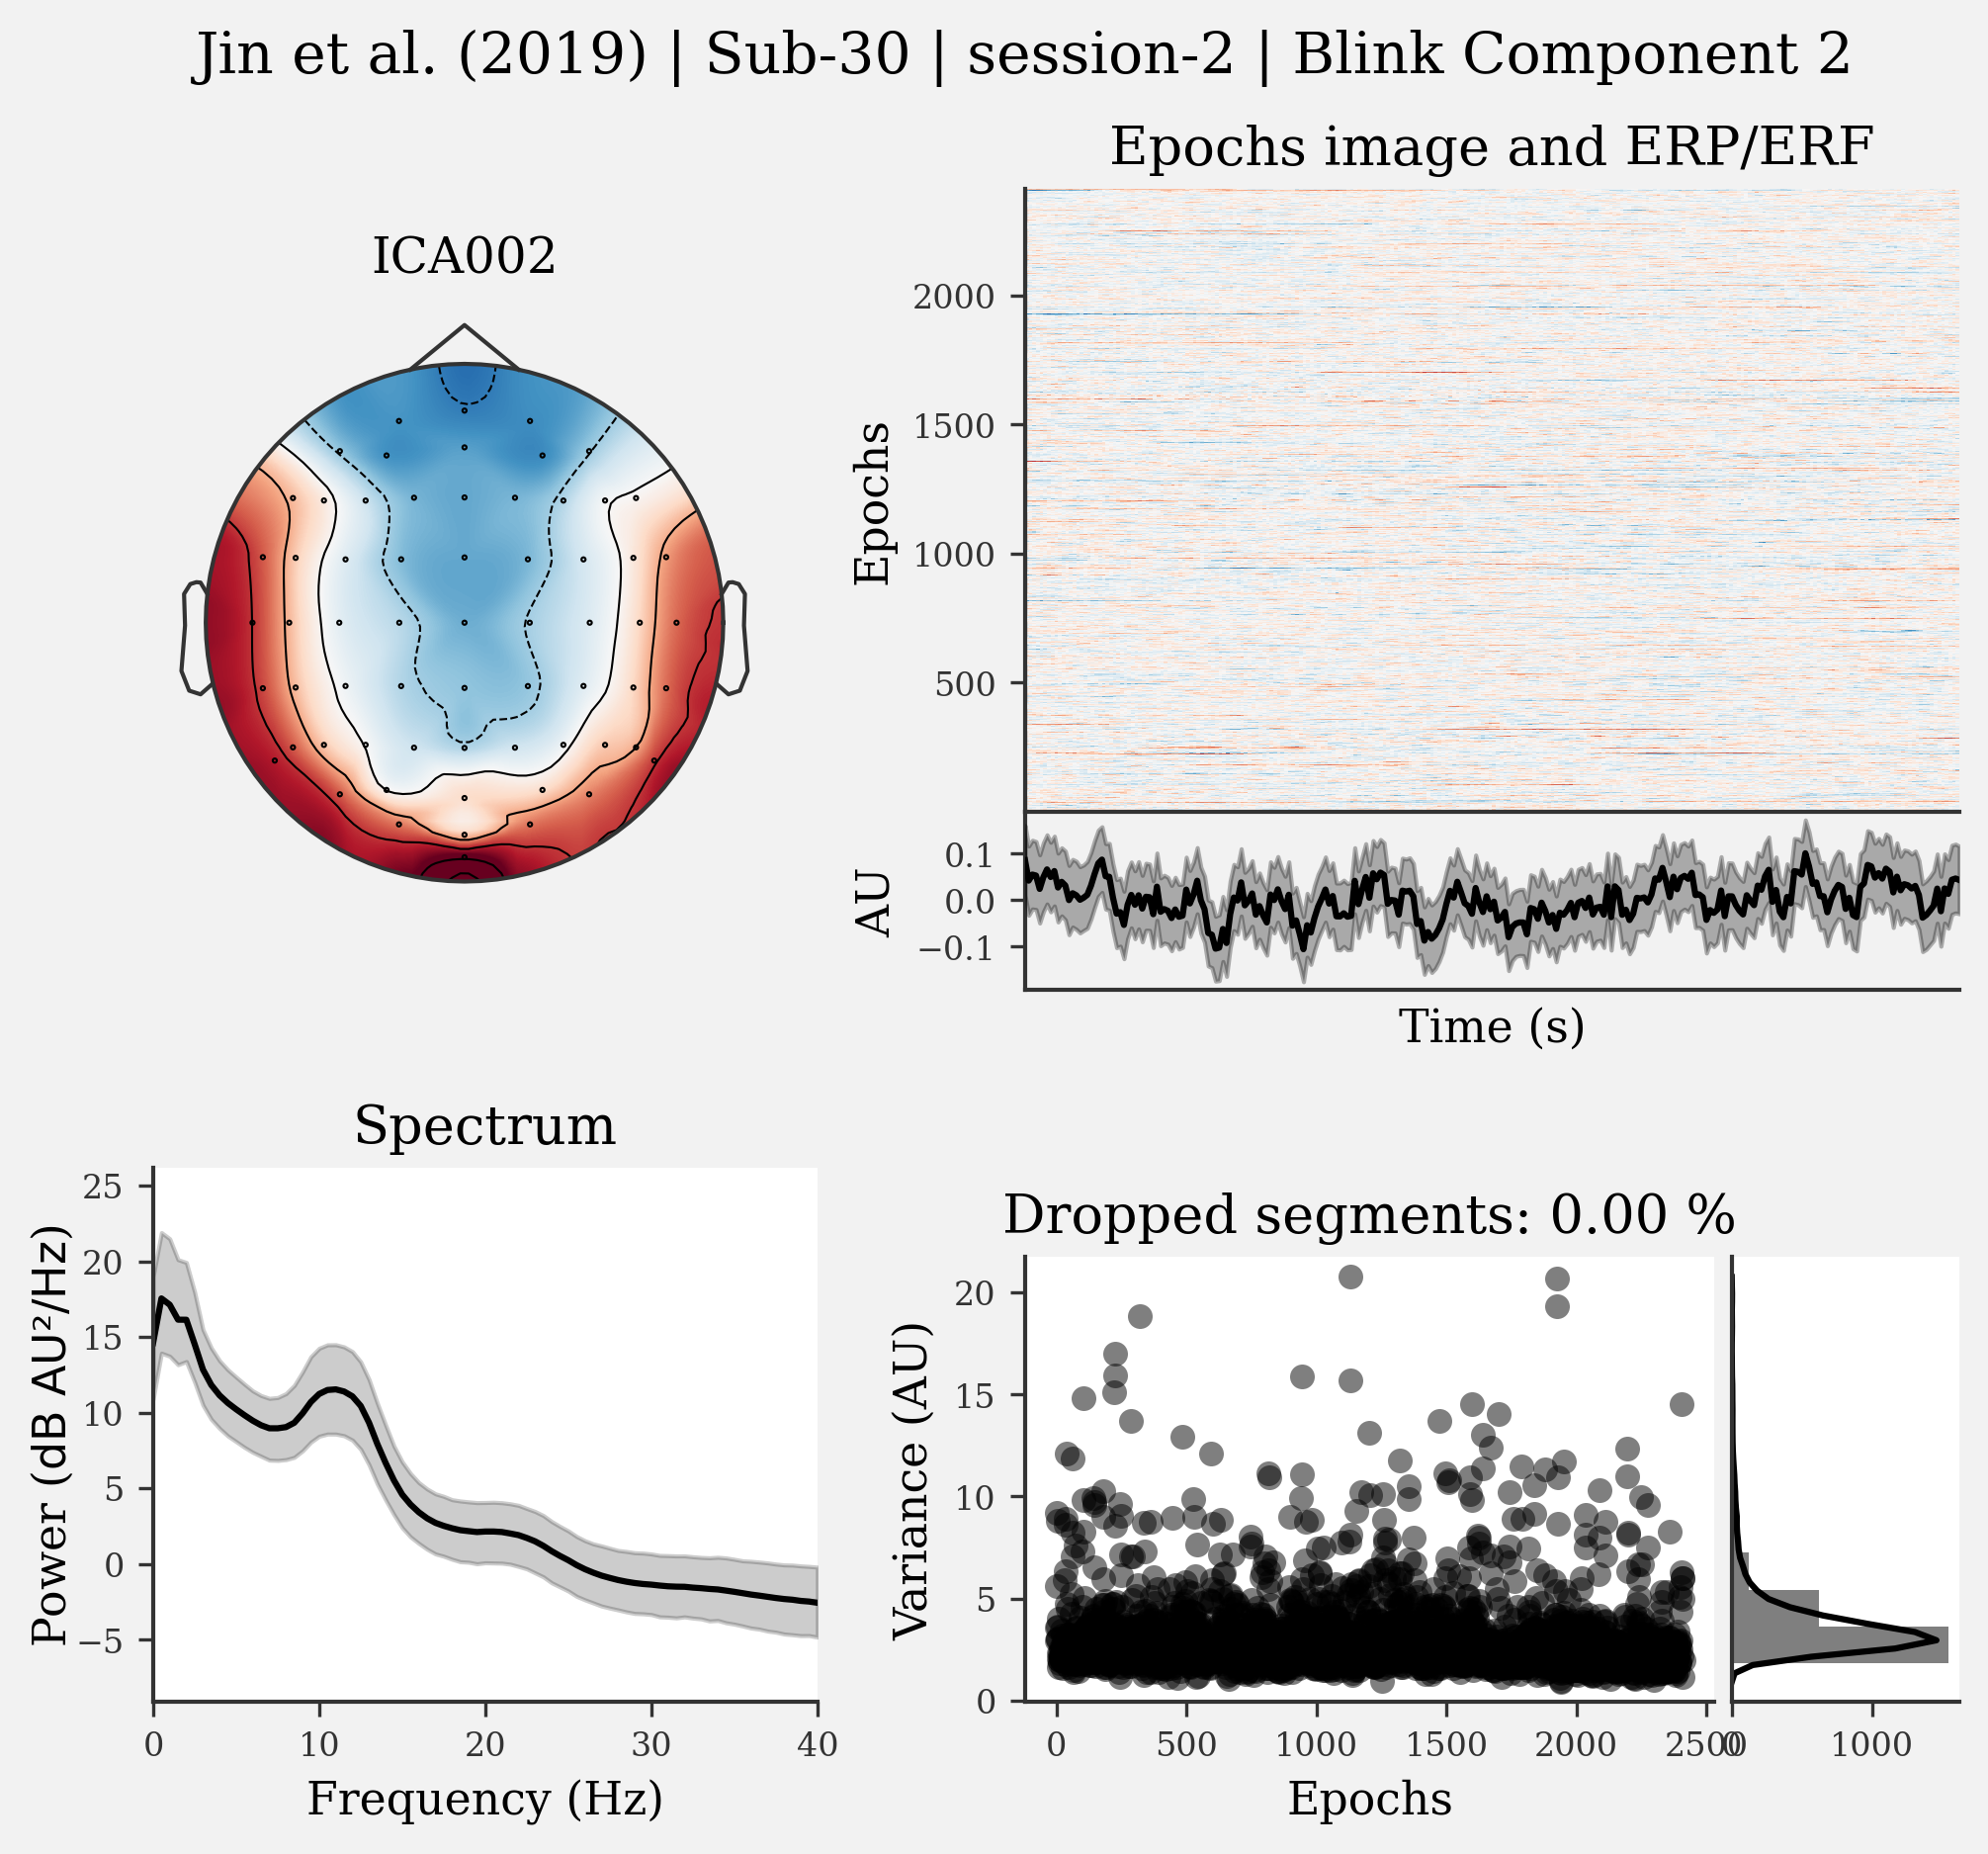 Jin et al. (2019) | Sub-30 | session-2 | Blink Component 2
ICA002
Epochs image and ERP/ERF
Epochs
2000
1500
1000
500
AU
0.1
0.0
−0.1
Time (s)
Spectrum
Power (dB AU²/Hz)
25
20
15
10
5
0
−5
0 10 20 30 40
Frequency (Hz)
Dropped segments: 0.00 %
Variance (AU)
20
15
10
5
0
0 500 1000 1500 2000 2500
0 1000
Epochs